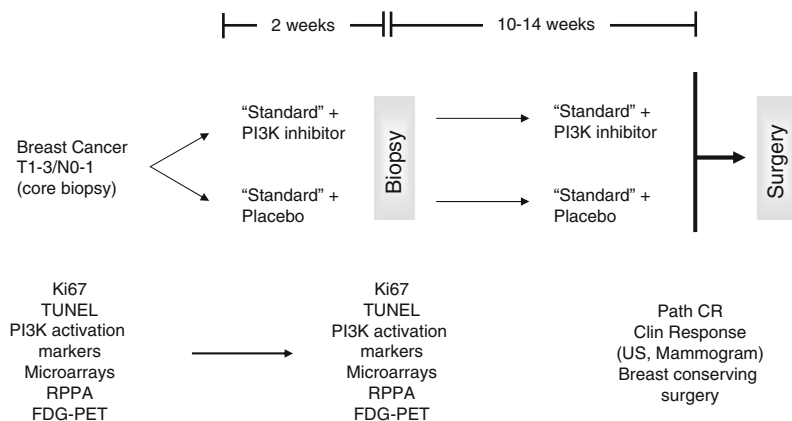 2 weeks
10-14 weeks
Breast Cancer
T1-3/N0-1
(core biopsy)
“Standard” +
PI3K inhibitor
“Standard” +
Placebo
Biopsy
“Standard” +
PI3K inhibitor
“Standard” +
Placebo
Surgery
Ki67
TUNEL
PI3K activation
markers
Microarrays
RPPA
FDG-PET
Ki67
TUNEL
PI3K activation
markers
Microarrays
RPPA
FDG-PET
Path CR
Clin Response
(US, Mammogram)
Breast conserving
surgery